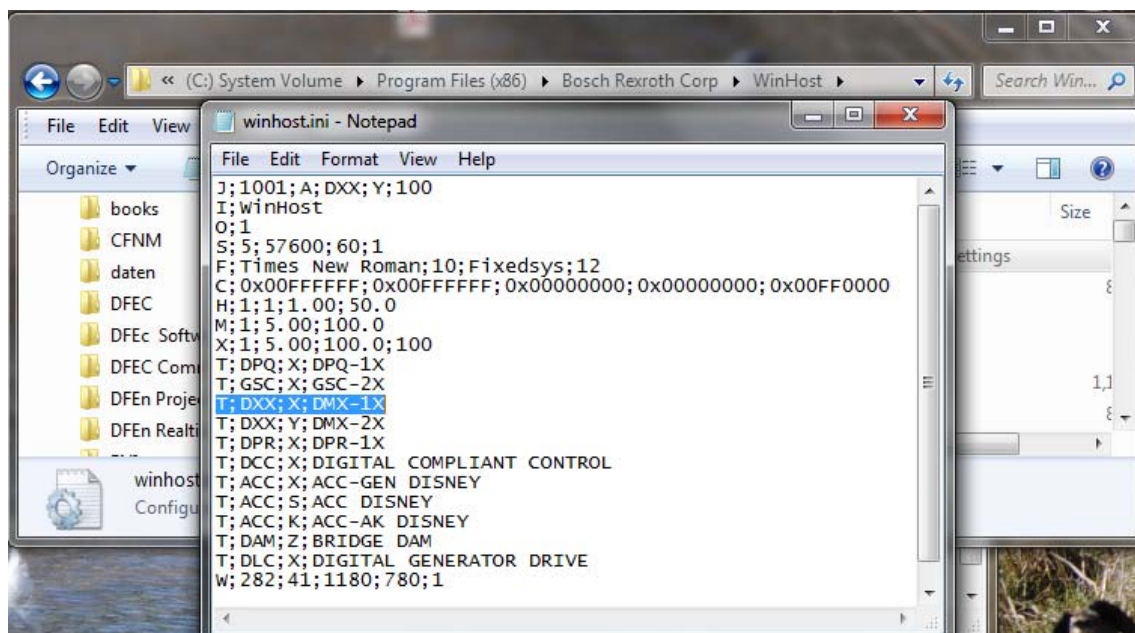 « (C:) System Volume ▸ Program Files (x86) ▸ Bosch Rexroth Corp ▸ WinHost ▸
Search Win...
File Edit View
Organize
books
CFNM
daten
DFEC
DFEc Softw
DFEC Com
DFEn Proje
DFEn Realti
winhost
Configu
Size
ettings
1,1
winhost.ini - Notepad
File Edit Format View Help
J;1001;A;DXX;Y;100
I;WinHost
O;1
S;5;57600;60;1
F;Times New Roman;10;Fixedsys;12
C;0x00FFFFFF;0x00FFFFFF;0x00000000;0x00000000;0x00FF0000
H;1;1;1.00;50.0
M;1;5.00;100.0
X;1;5.00;100.0;100
T;DPQ;X;DPQ-1X
T;GSC;X;GSC-2X
T;DXX;X;DMX-1X
T;DXX;Y;DMX-2X
T;DPR;X;DPR-1X
T;DCC;X;DIGITAL COMPLIANT CONTROL
T;ACC;X;ACC-GEN DISNEY
T;ACC;S;ACC DISNEY
T;ACC;K;ACC-AK DISNEY
T;DAM;Z;BRIDGE DAM
T;DLC;X;DIGITAL GENERATOR DRIVE
W;282;41;1180;780;1